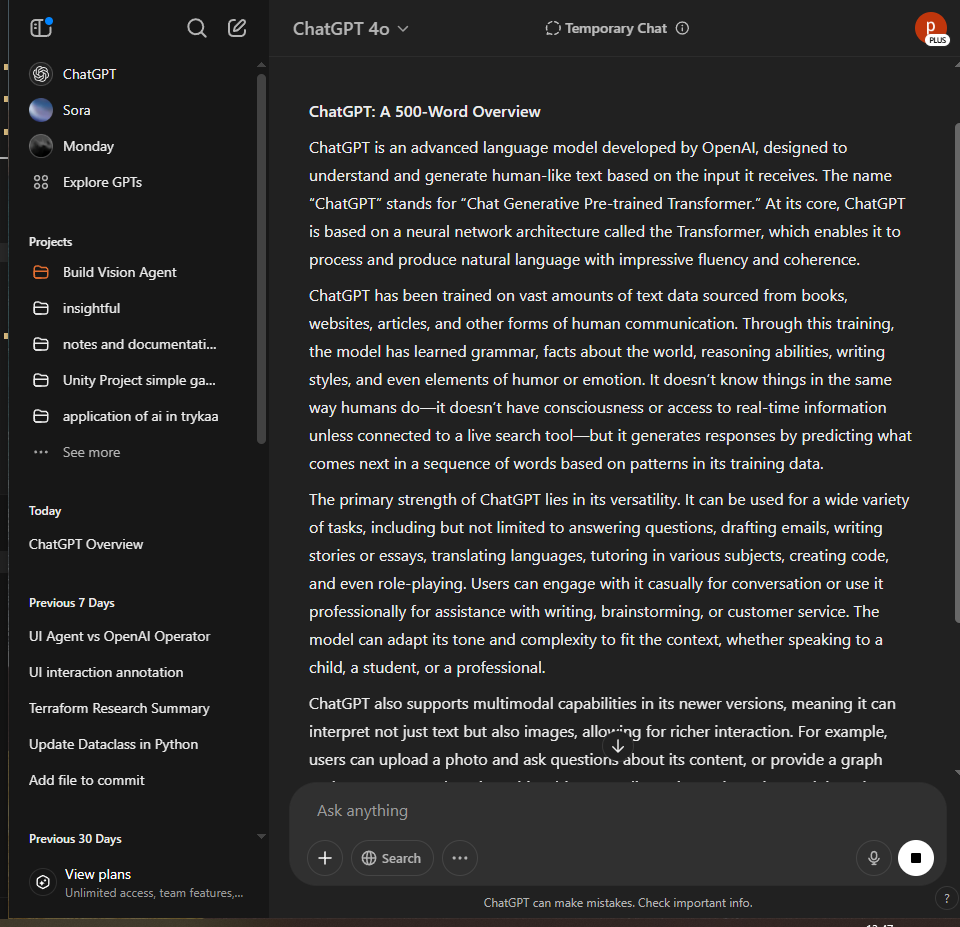 ChatGPT
Sora
Monday
Explore GPTs
Projects
Build Vision Agent
insightful
notes and documentati...
Unity Project simple ga...
application of ai in trykaa
See more
Today
ChatGPT Overview
Previous 7 Days
UI Agent vs OpenAI Operator
UI interaction annotation
Terraform Research Summary
Update Dataclass in Python
Add file to commit
Previous 30 Days
View plans
Unlimited access, team features,...
ChatGPT 4o
Temporary Chat
p
PLUS
ChatGPT: A 500-Word Overview
ChatGPT is an advanced language model developed by OpenAI, designed to
understand and generate human-like text based on the input it receives. The name
“ChatGPT” stands for “Chat Generative Pre-trained Transformer.” At its core, ChatGPT
is based on a neural network architecture called the Transformer, which enables it to
process and produce natural language with impressive fluency and coherence.
ChatGPT has been trained on vast amounts of text data sourced from books,
websites, articles, and other forms of human communication. Through this training,
the model has learned grammar, facts about the world, reasoning abilities, writing
styles, and even elements of humor or emotion. It doesn’t know things in the same
way humans do—it doesn’t have consciousness or access to real-time information
unless connected to a live search tool—but it generates responses by predicting what
comes next in a sequence of words based on patterns in its training data.
The primary strength of ChatGPT lies in its versatility. It can be used for a wide variety
of tasks, including but not limited to answering questions, drafting emails, writing
stories or essays, translating languages, tutoring in various subjects, creating code,
and even role-playing. Users can engage with it casually for conversation or use it
professionally for assistance with writing, brainstorming, or customer service. The
model can adapt its tone and complexity to fit the context, whether speaking to a
child, a student, or a professional.
ChatGPT also supports multimodal capabilities in its newer versions, meaning it can
interpret not just text but also images, allowing for richer interaction. For example,
users can upload a photo and ask questions about its content, or provide a graph
Ask anything
Search
ChatGPT can make mistakes. Check important info.
?